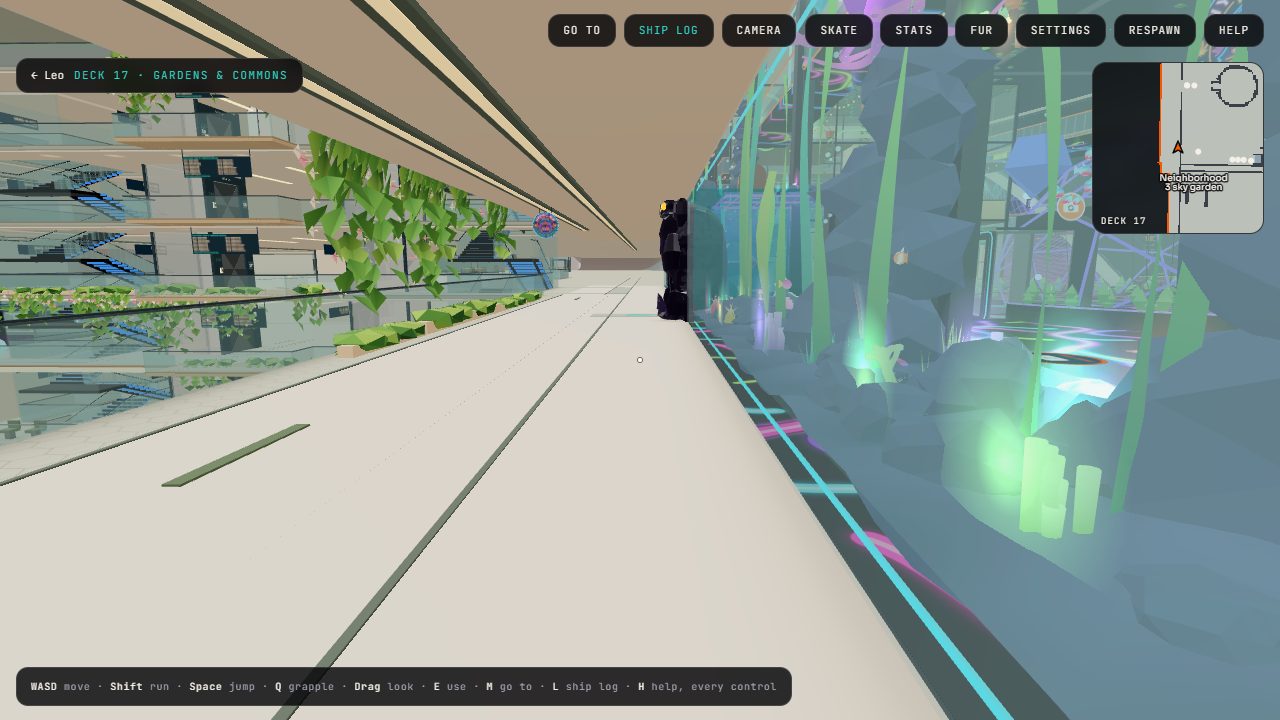 GO TO
SHIP LOG
CAMERA
SKATE
STATS
FUR
SETTINGS
RESPAWN
HELP
← Leo DECK 17 · GARDENS & COMMONS
Neighborhood
3 sky garden
DECK 17
WASD move · Shift run · Space jump · Q grapple · Drag look · E use · M go to · L ship log · H help, every control